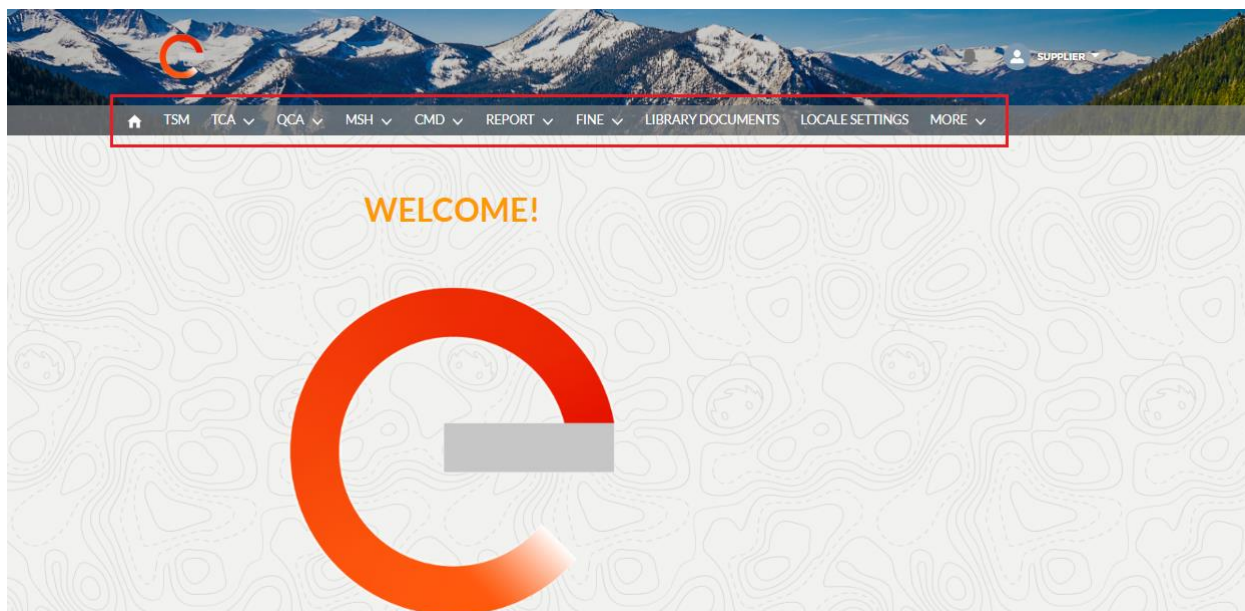 SUPPLIER
TSM TCA QCA MSH CMD REPORT FINE LIBRARY DOCUMENTS LOCALE SETTINGS MORE
WELCOME!